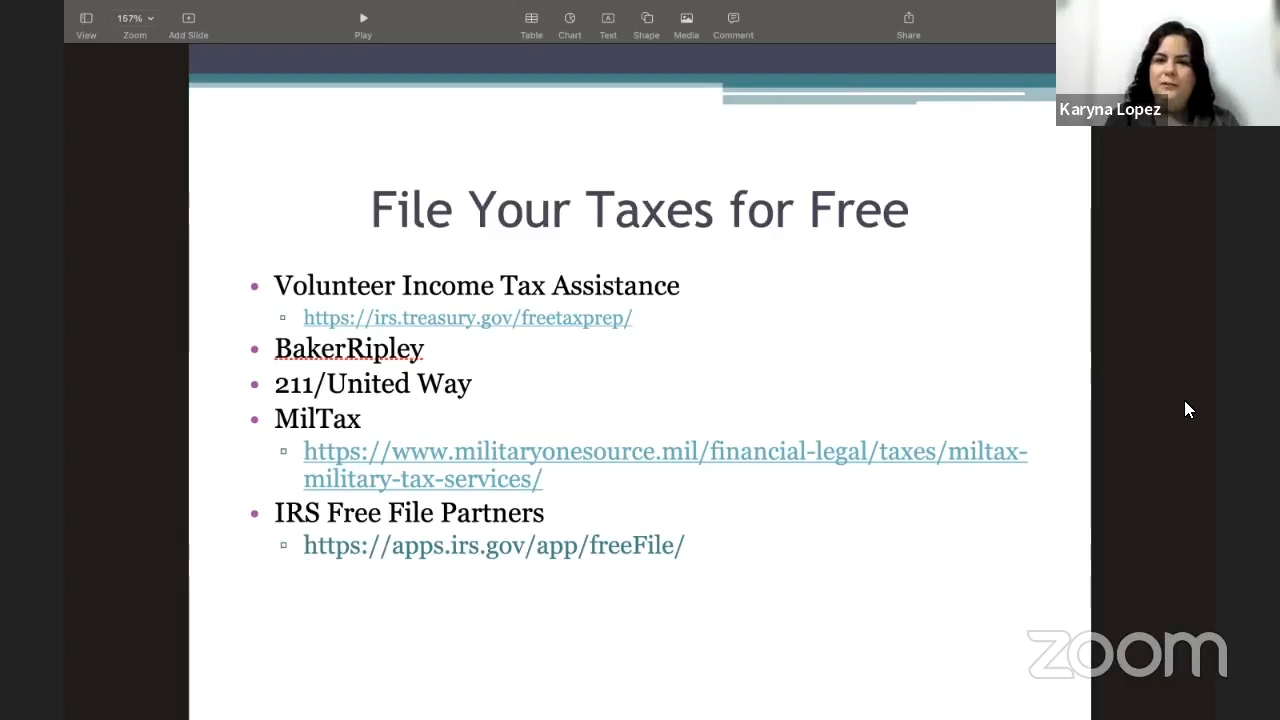 View
157%
Zoom
Add Slide
Play
Table
Chart
Text
Shape
Media
Comment
Share
Karyna Lopez
File Your Taxes for Free
Volunteer Income Tax Assistance
https://irs.treasury.gov/freetaxprep/
BakerRipley
211/United Way
MilTax
https://www.militaryonesource.mil/financial-legal/taxes/miltax-
military-tax-services/
IRS Free File Partners
https://apps.irs.gov/app/freeFile/
zoom